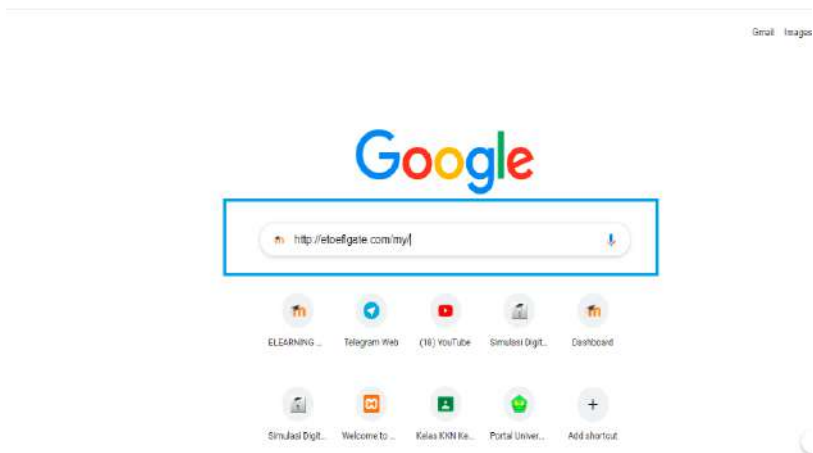 Gmail Images
Google
http://etoeflgate.com/my/
ELEARNING ... Telegram Web (18) YouTube Simulasi Digit... Dashboard
Simulasi Digit... Welcome to ... Kelas KKN Ke... Portal Univer... Add shortcut